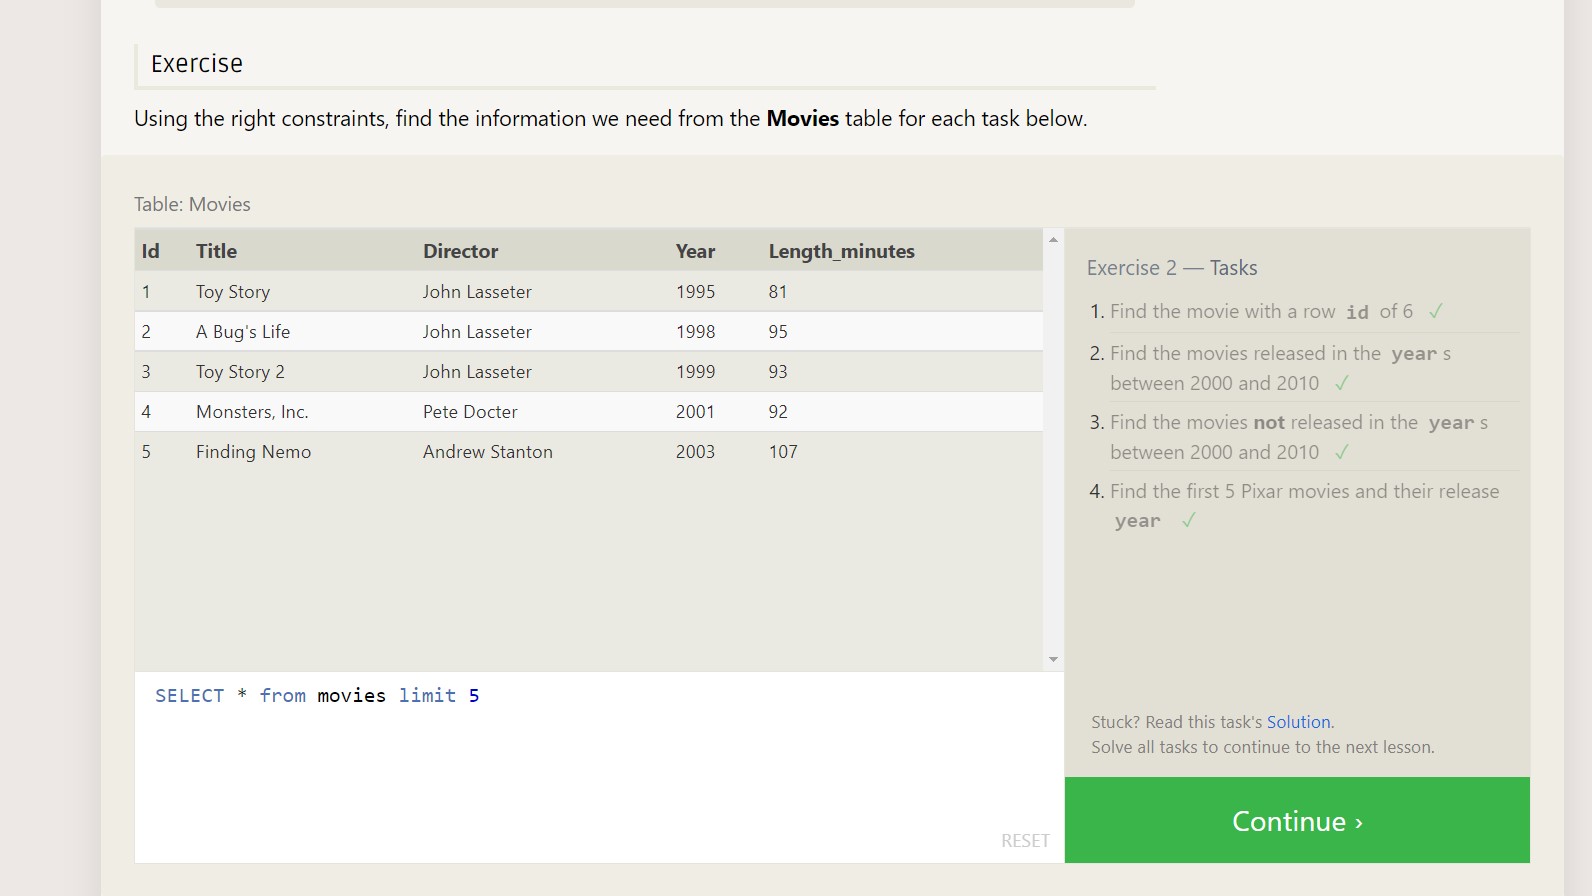 Exercise
Using the right constraints, find the information we need from the Movies table for each task below.
Table: Movies
Id Title Director Year Length_minutes
1 Toy Story John Lasseter 1995 81
2 A Bug's Life John Lasseter 1998 95
3 Toy Story 2 John Lasseter 1999 93
4 Monsters, Inc. Pete Docter 2001 92
5 Finding Nemo Andrew Stanton 2003 107
SELECT * from movies limit 5
RESET
Exercise 2 — Tasks
1. Find the movie with a row id of 6 ✓
2. Find the movies released in the year s
between 2000 and 2010 ✓
3. Find the movies not released in the year s
between 2000 and 2010 ✓
4. Find the first 5 Pixar movies and their release
year ✓
Stuck? Read this task's Solution.
Solve all tasks to continue to the next lesson.
Continue ›